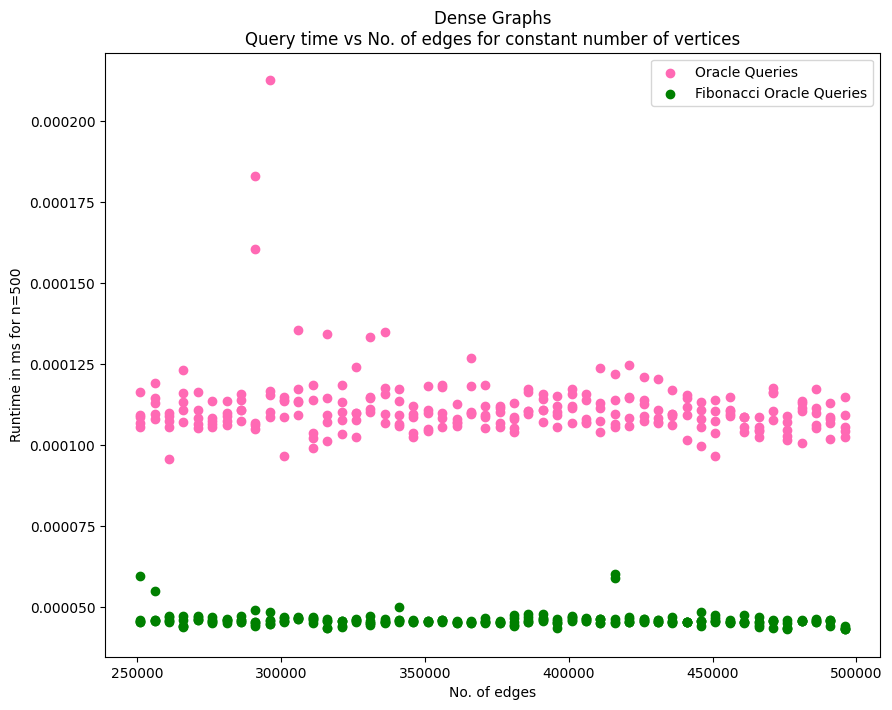 Dense Graphs
Query time vs No. of edges for constant number of vertices
Oracle Queries
Fibonacci Oracle Queries
Runtime in ms for n=500
0.000200
0.000175
0.000150
0.000125
0.000100
0.000075
0.000050
250000 300000 350000 400000 450000 500000
No. of edges